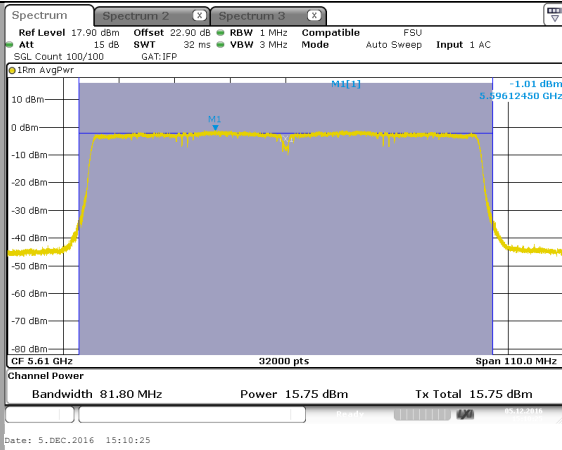 Spectrum Spectrum 2 X Spectrum 3 X
Ref Level 17.90 dBm Offset 22.90 dB RBW 1 MHz Compatible FSU
Att 15 dB SWT 32 ms VBW 3 MHz Mode Auto Sweep Input 1 AC
SGL Count 100/100 GAT:IFP
1Rm AvgPwr
M1[1] -1.01 dBm
5.59612450 GHz
10 dBm
M1
0 dBm
-10 dBm
-20 dBm
-30 dBm
-40 dBm
-50 dBm
-60 dBm
-70 dBm
-80 dBm
CF 5.61 GHz 32000 pts Span 110.0 MHz
Channel Power
Bandwidth 81.80 MHz Power 15.75 dBm Tx Total 15.75 dBm
Ready 05.12.2016
Date: 5.DEC.2016 15:10:25